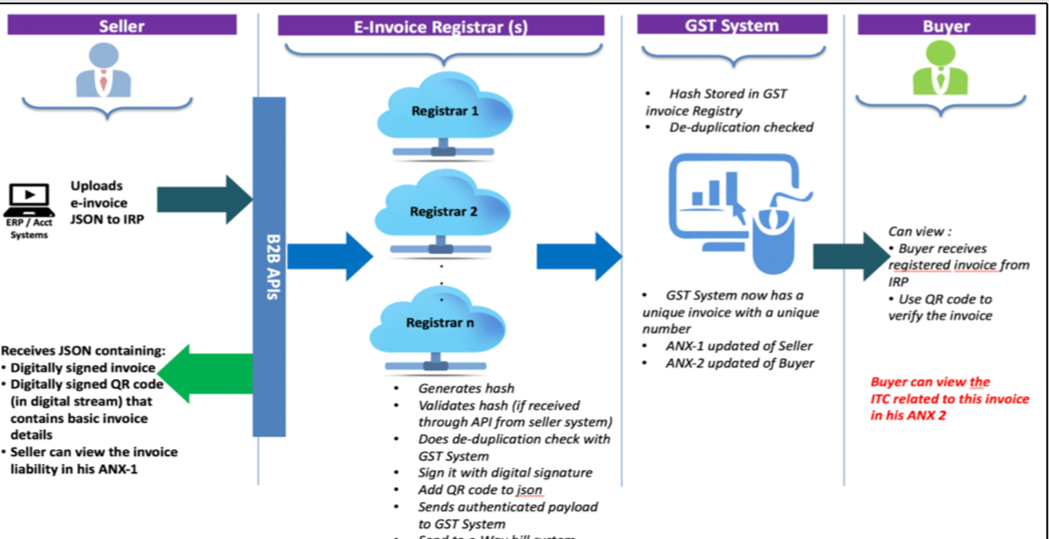 Seller
ERP / Acct
Systems
Uploads
e-invoice
JSON to IRP
Receives JSON containing:
• Digitally signed invoice
• Digitally signed QR code
(in digital stream) that
contains basic invoice
details
• Seller can view the invoice
liability in his ANX-1
B2B APIs
E-Invoice Registrar (s)
Registrar 1
Registrar 2
Registrar n
• Generates hash
• Validates hash (if received
through API from seller system)
• Does de-duplication check with
GST System
• Sign it with digital signature
• Add QR code to json
• Sends authenticated payload
to GST System
GST System
• Hash Stored in GST
invoice Registry
• De-duplication checked
• GST System now has a
unique invoice with a unique
number
• ANX-1 updated of Seller
• ANX-2 updated of Buyer
Buyer
Can view :
• Buyer receives
registered invoice from
IRP
• Use QR code to
verify the invoice
Buyer can view the
ITC related to this invoice
in his ANX 2